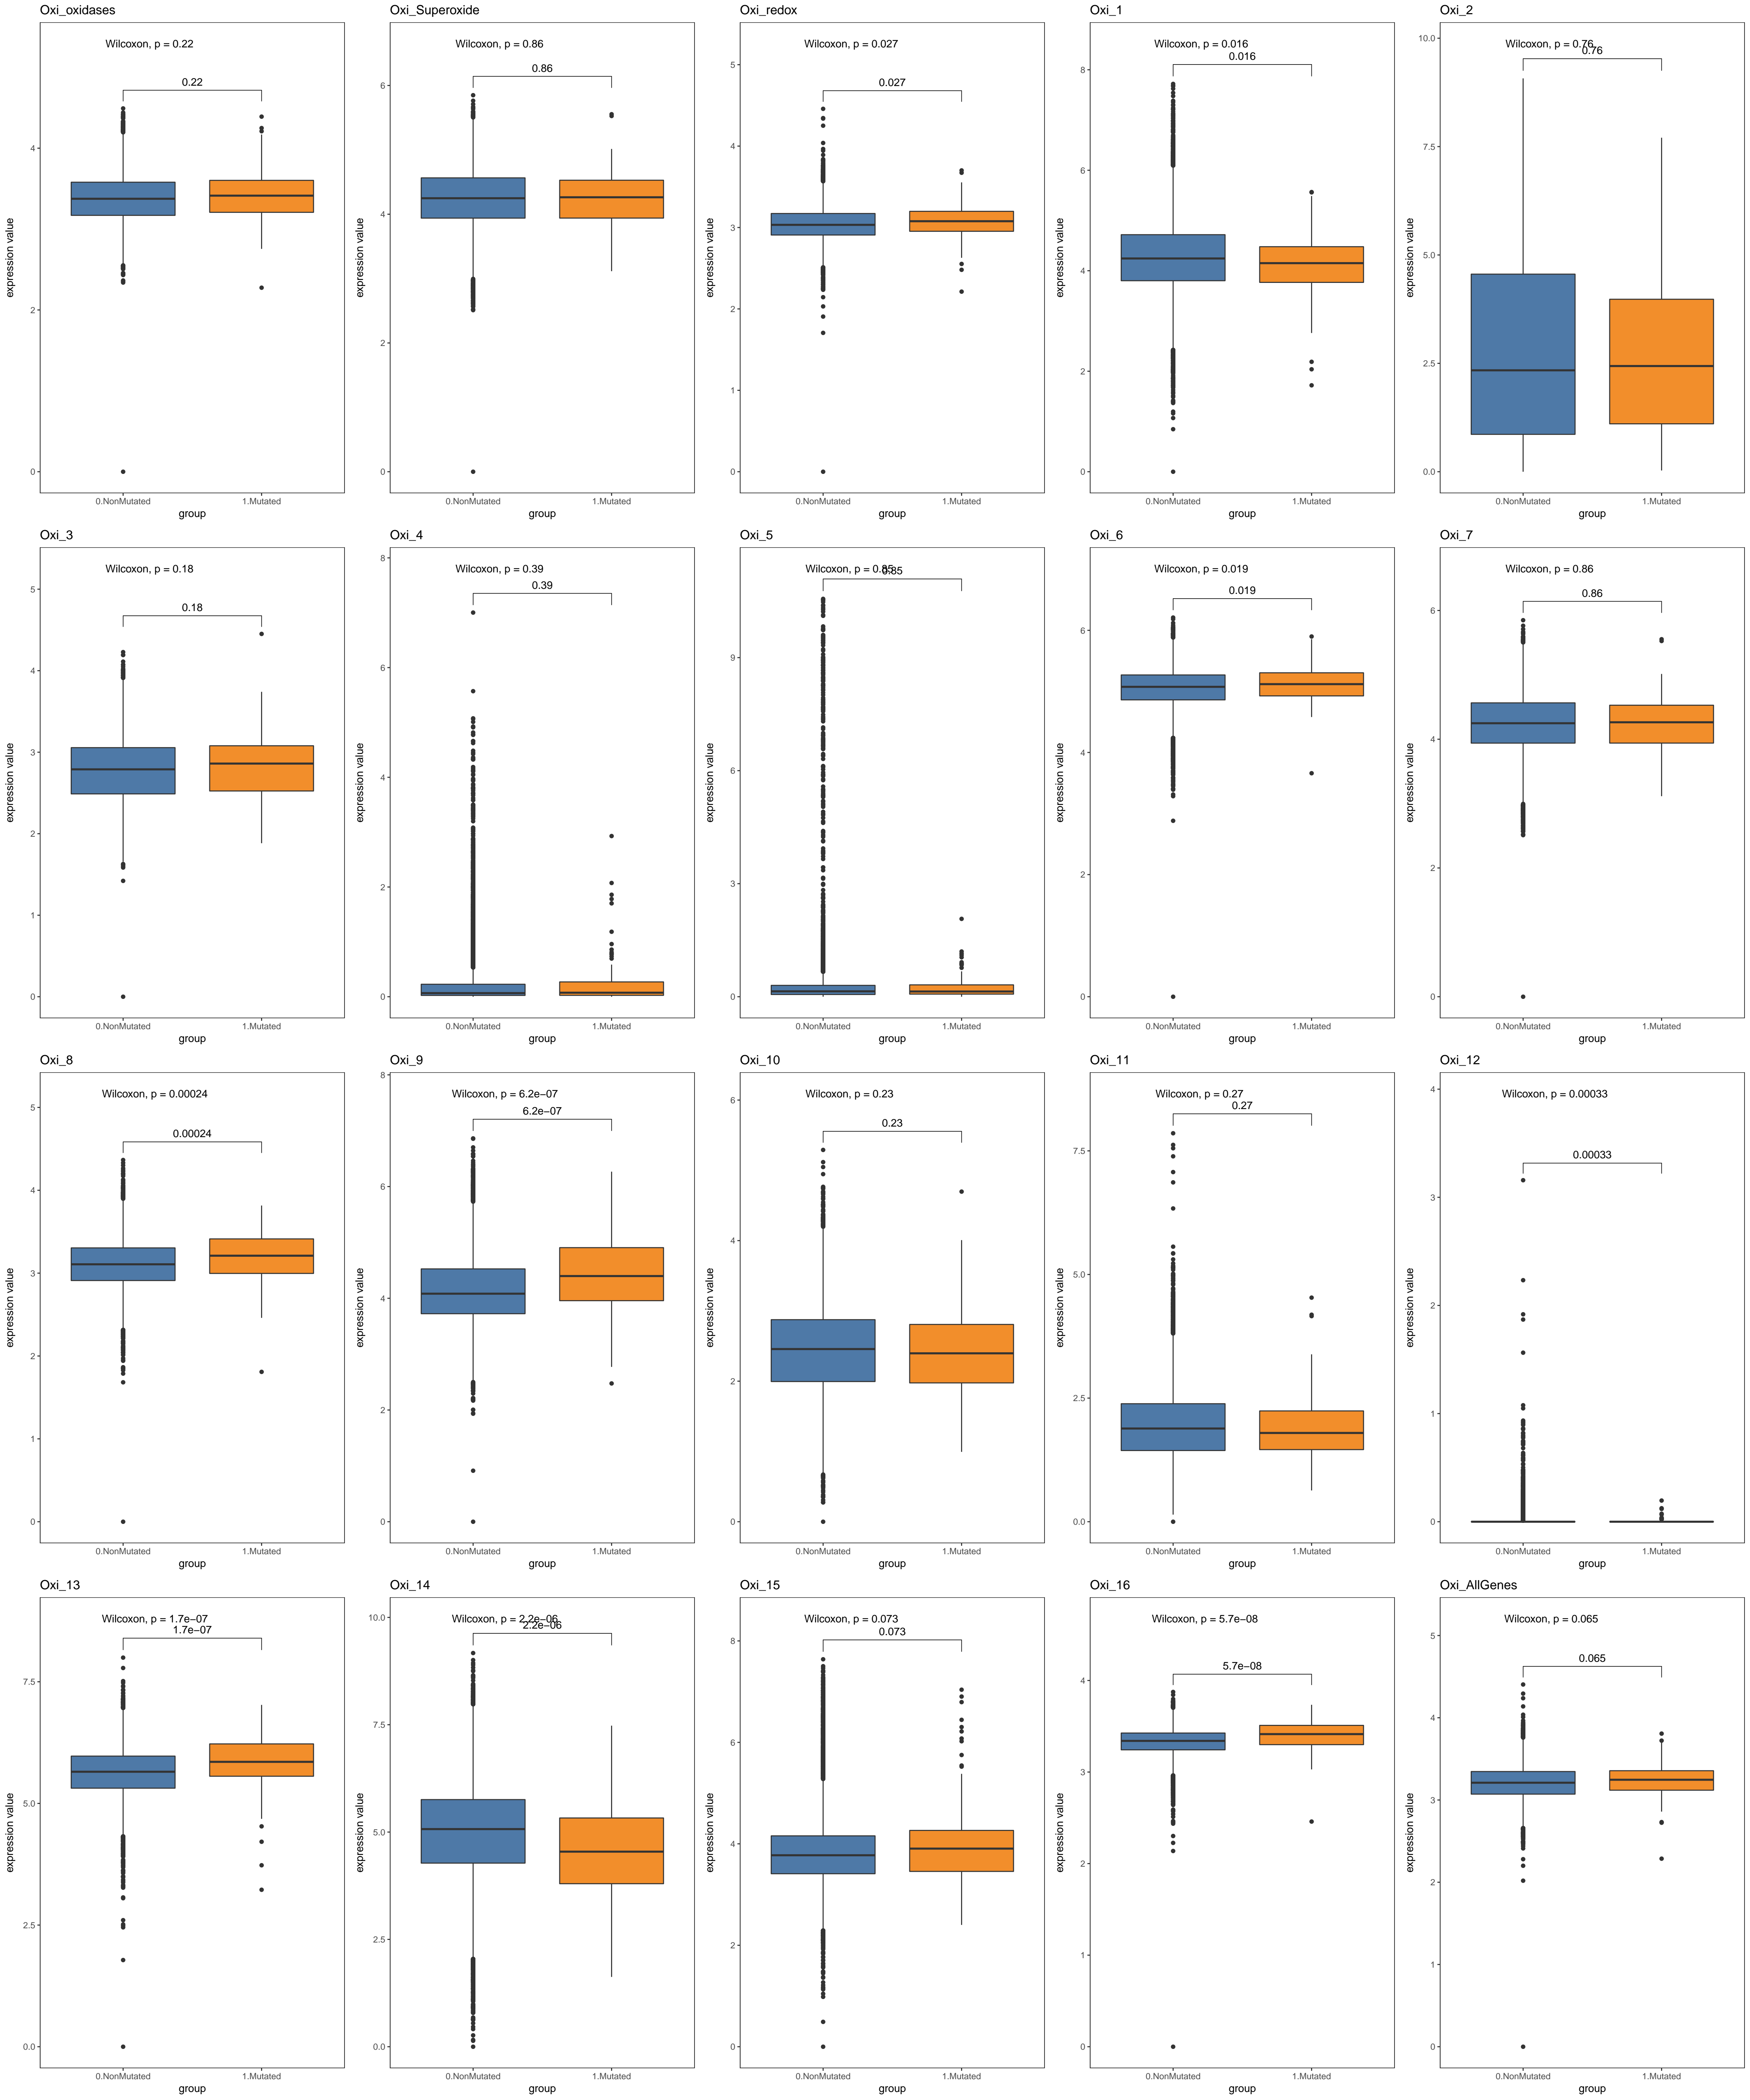 Oxi_oxidases
Wilcoxon, p = 0.22
0.22
4
2
0
expression value
0.NonMutated
1.Mutated
group
Oxi_Superoxide
Wilcoxon, p = 0.86
0.86
6
4
2
0
expression value
0.NonMutated
1.Mutated
group
Oxi_redox
Wilcoxon, p = 0.027
0.027
5
4
3
2
1
0
expression value
0.NonMutated
1.Mutated
group
Oxi_1
Wilcoxon, p = 0.016
0.016
8
6
4
2
0
expression value
0.NonMutated
1.Mutated
group
Oxi_2
Wilcoxon, p = 0.76
0.76
10.0
7.5
5.0
2.5
0.0
expression value
0.NonMutated
1.Mutated
group
Oxi_3
Wilcoxon, p = 0.18
0.18
5
4
3
2
1
0
expression value
0.NonMutated
1.Mutated
group
Oxi_4
Wilcoxon, p = 0.39
0.39
8
6
4
2
0
expression value
0.NonMutated
1.Mutated
group
Oxi_5
Wilcoxon, p = 0.85
0.85
9
6
3
0
expression value
0.NonMutated
1.Mutated
group
Oxi_6
Wilcoxon, p = 0.019
0.019
6
4
2
0
expression value
0.NonMutated
1.Mutated
group
Oxi_7
Wilcoxon, p = 0.86
0.86
6
4
2
0
expression value
0.NonMutated
1.Mutated
group
Oxi_8
Wilcoxon, p = 0.00024
0.00024
5
4
3
2
1
0
expression value
0.NonMutated
1.Mutated
group
Oxi_9
Wilcoxon, p = 6.2e−07
6.2e−07
8
6
4
2
0
expression value
0.NonMutated
1.Mutated
group
Oxi_10
Wilcoxon, p = 0.23
0.23
6
4
2
0
expression value
0.NonMutated
1.Mutated
group
Oxi_11
Wilcoxon, p = 0.27
0.27
7.5
5.0
2.5
0.0
expression value
0.NonMutated
1.Mutated
group
Oxi_12
Wilcoxon, p = 0.00033
0.00033
4
3
2
1
0
expression value
0.NonMutated
1.Mutated
group
Oxi_13
Wilcoxon, p = 1.7e−07
1.7e−07
7.5
5.0
2.5
0.0
expression value
0.NonMutated
1.Mutated
group
Oxi_14
Wilcoxon, p = 2.2e−06
2.2e−06
10.0
7.5
5.0
2.5
0.0
expression value
0.NonMutated
1.Mutated
group
Oxi_15
Wilcoxon, p = 0.073
0.073
8
6
4
2
0
expression value
0.NonMutated
1.Mutated
group
Oxi_16
Wilcoxon, p = 5.7e−08
5.7e−08
4
3
2
1
0
expression value
0.NonMutated
1.Mutated
group
Oxi_AllGenes
Wilcoxon, p = 0.065
0.065
5
4
3
2
1
0
expression value
0.NonMutated
1.Mutated
group